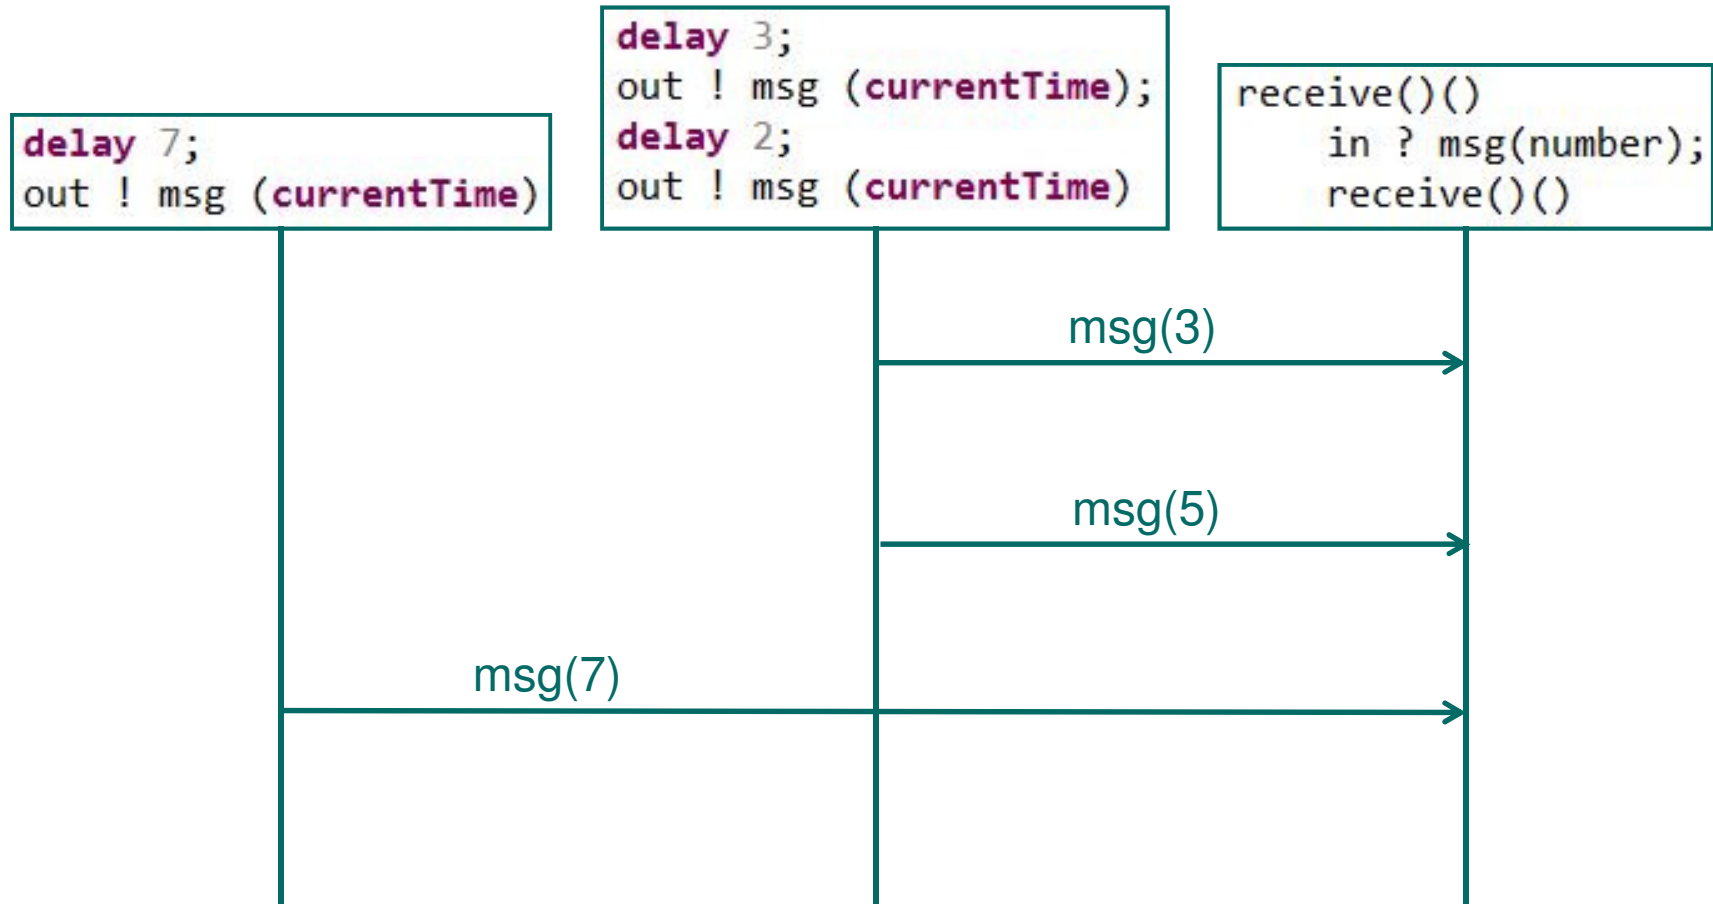 delay 7;
out ! msg (currentTime)
delay 3;
out ! msg (currentTime);
delay 2;
out ! msg (currentTime)
receive()()
in ? msg(number);
receive()()
msg(3)
msg(5)
msg(7)